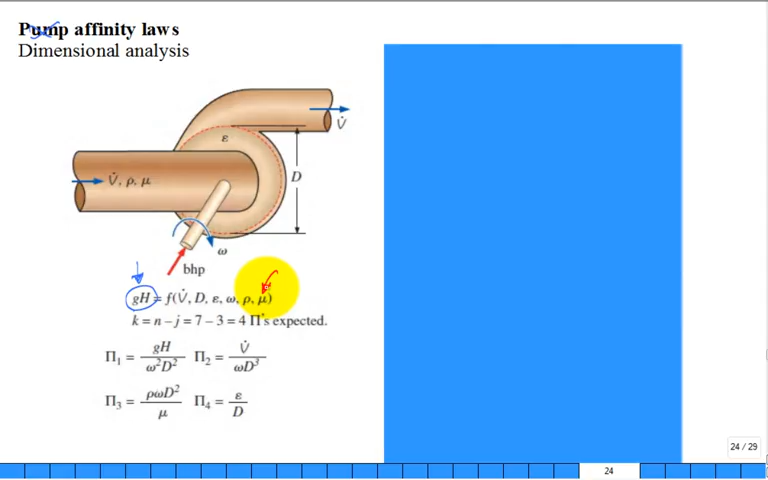 Pump affinity laws
Dimensional analysis
V̇
ε
V̇, ρ, μ
D
ω
bhp
gH = f(V̇, D, ε, ω, ρ, μ)
k = n – j = 7 – 3 = 4 Π's expected.
Π₁ = gH/ω²D² Π₂ = V̇/ωD³
Π₃ = ρωD²/μ Π₄ = ε/D
24 / 29
24